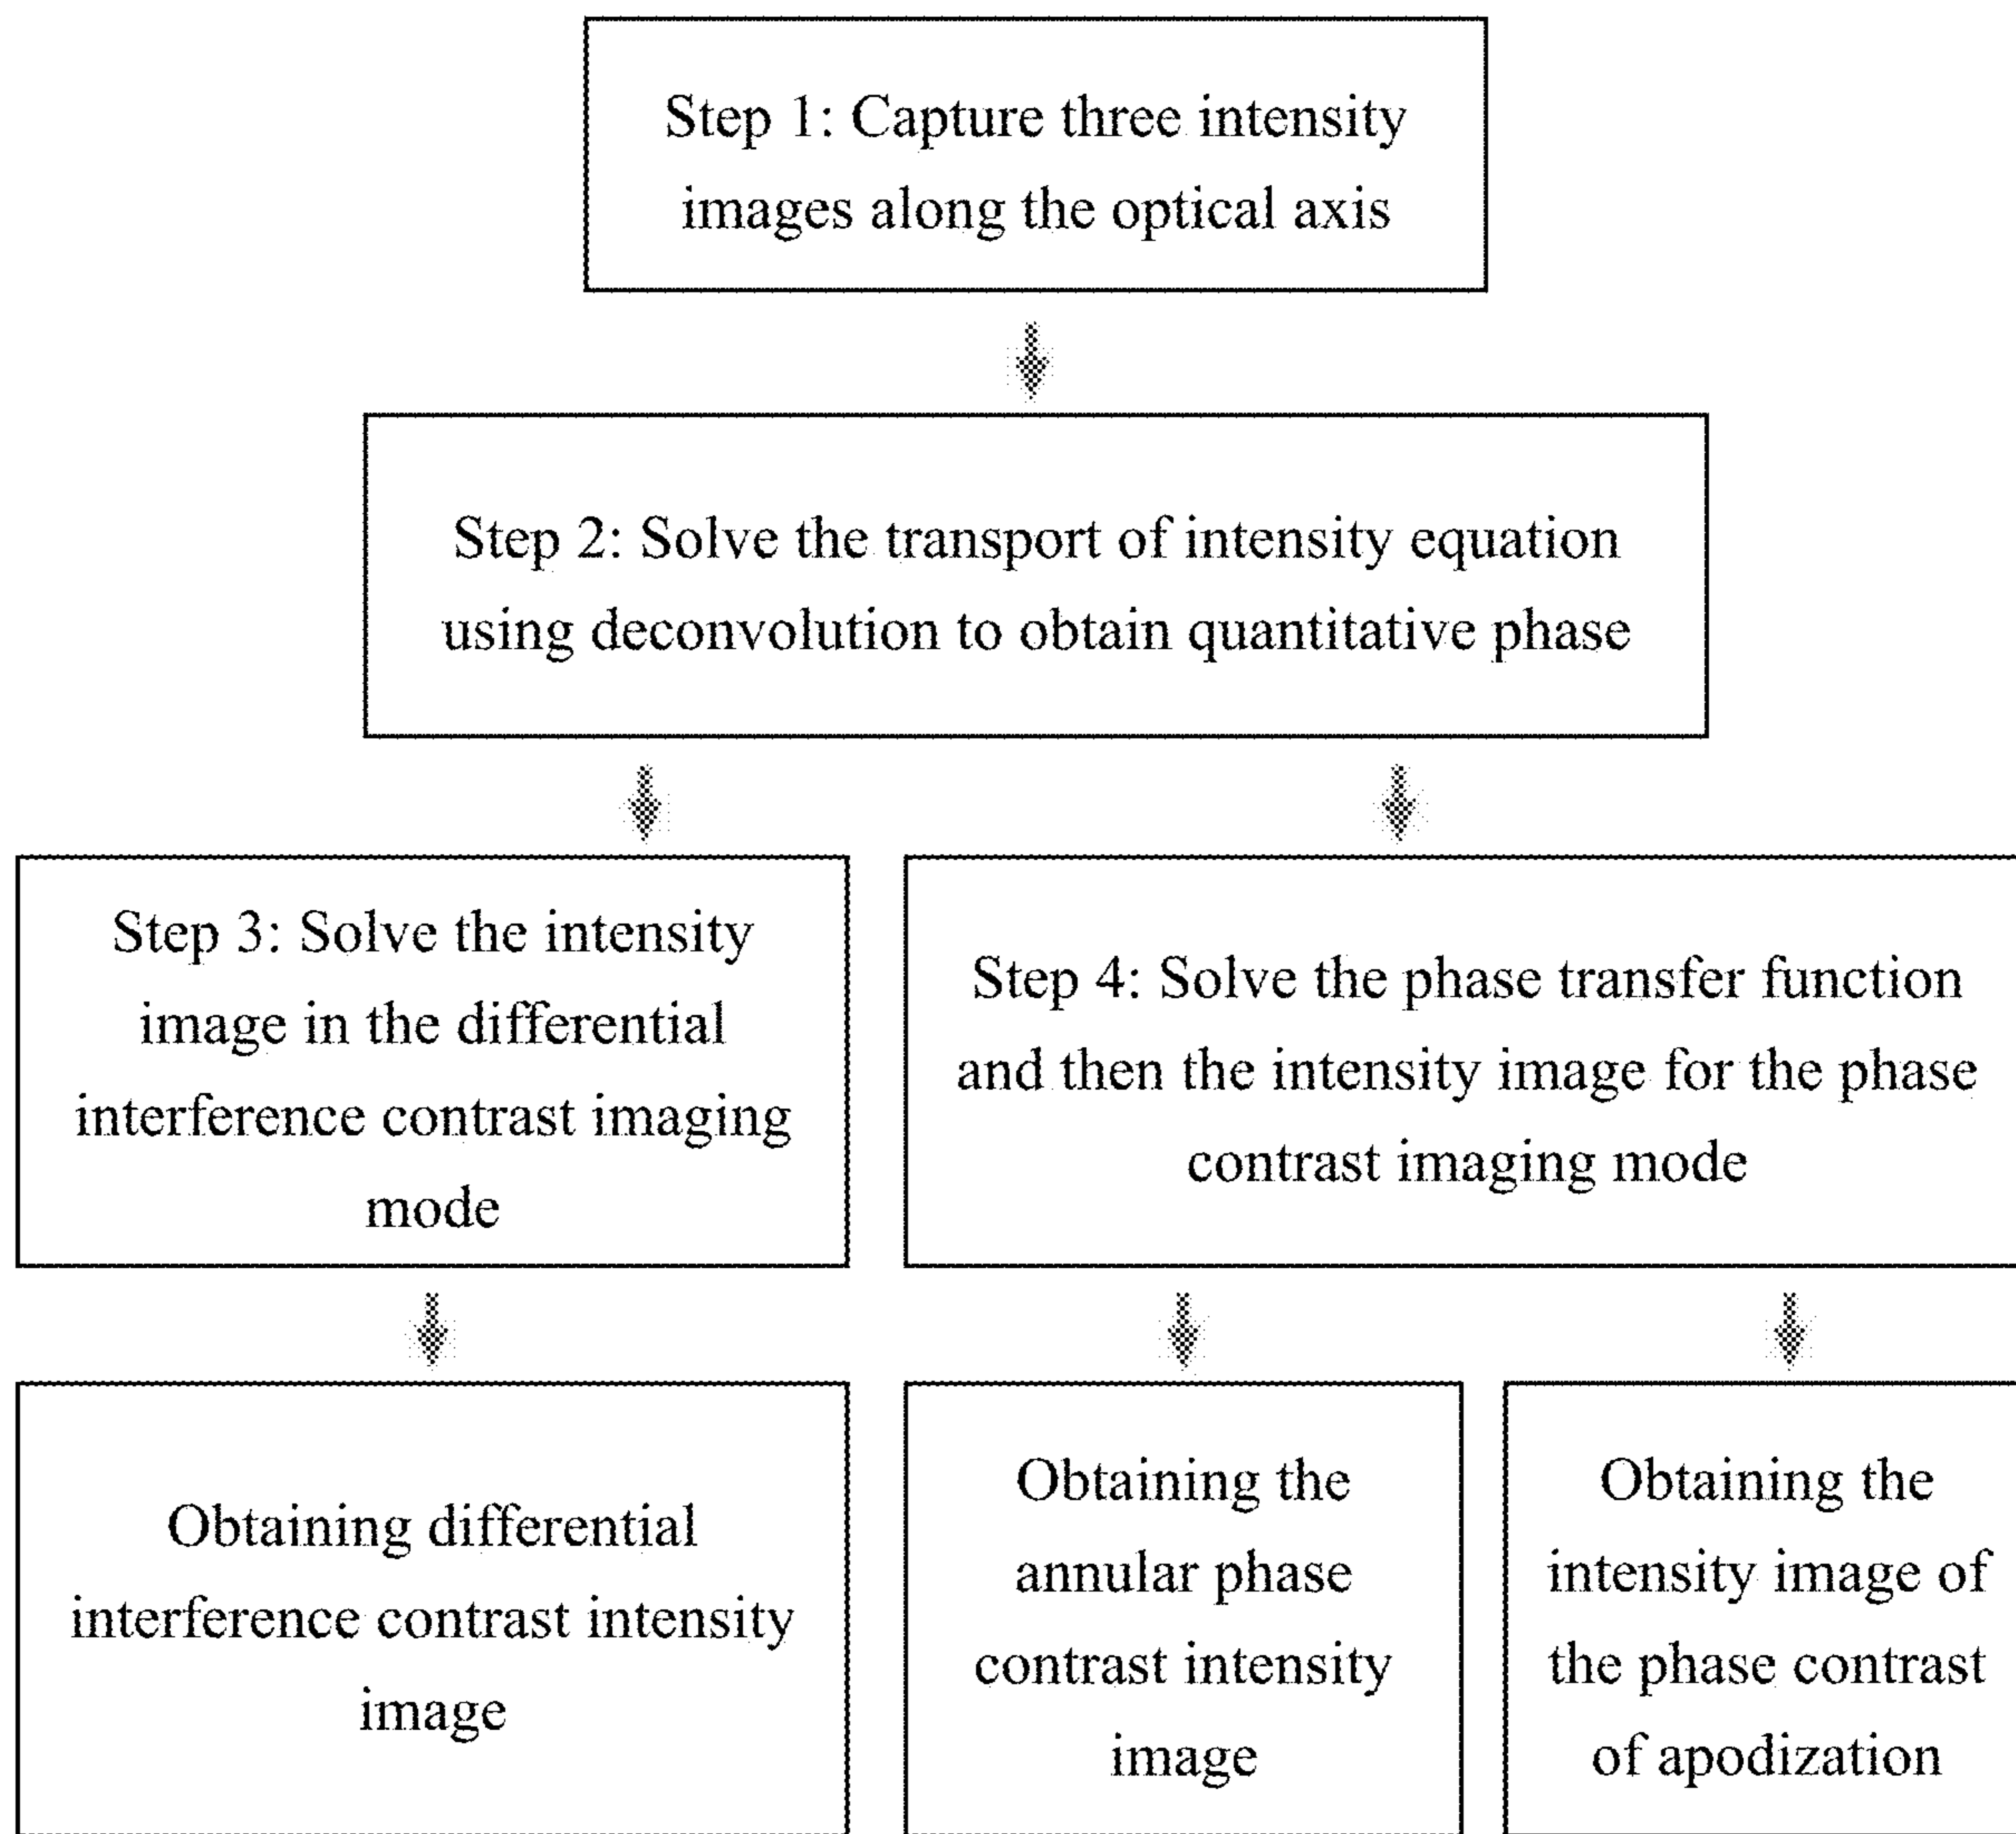 Step 1: Capture three intensity
images along the optical axis
Step 2: Solve the transport of intensity equation
using deconvolution to obtain quantitative phase
Step 3: Solve the intensity
image in the differential
interference contrast imaging
mode
Step 4: Solve the phase transfer function
and then the intensity image for the phase
contrast imaging mode
Obtaining differential
interference contrast intensity
image
Obtaining the
annular phase
contrast intensity
image
Obtaining the
intensity image of
the phase contrast
of apodization